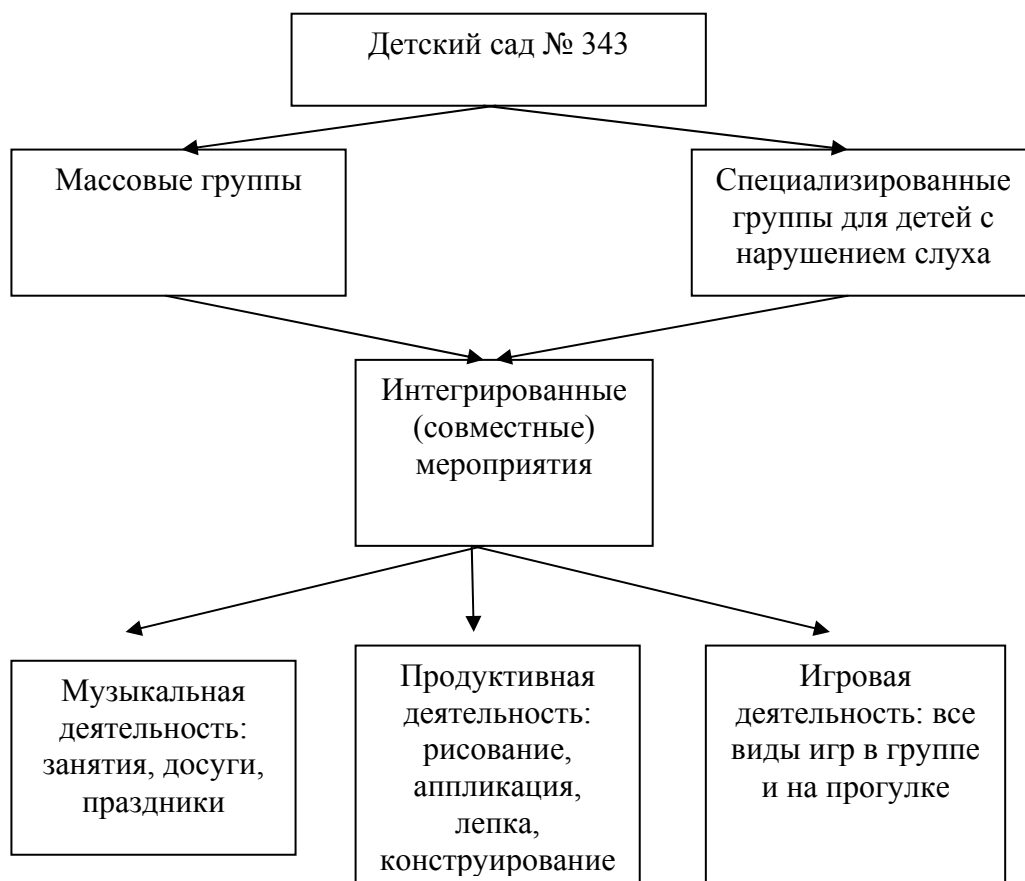 Детский сад № 343
Массовые группы
Специализированные
группы для детей с
нарушением слуха
Интегрированные
(совместные)
мероприятия
Музыкальная
деятельность:
занятия, досуги,
праздники
Продуктивная
деятельность:
рисование,
аппликация,
лепка,
конструирование
Игровая
деятельность: все
виды игр в группе
и на прогулке